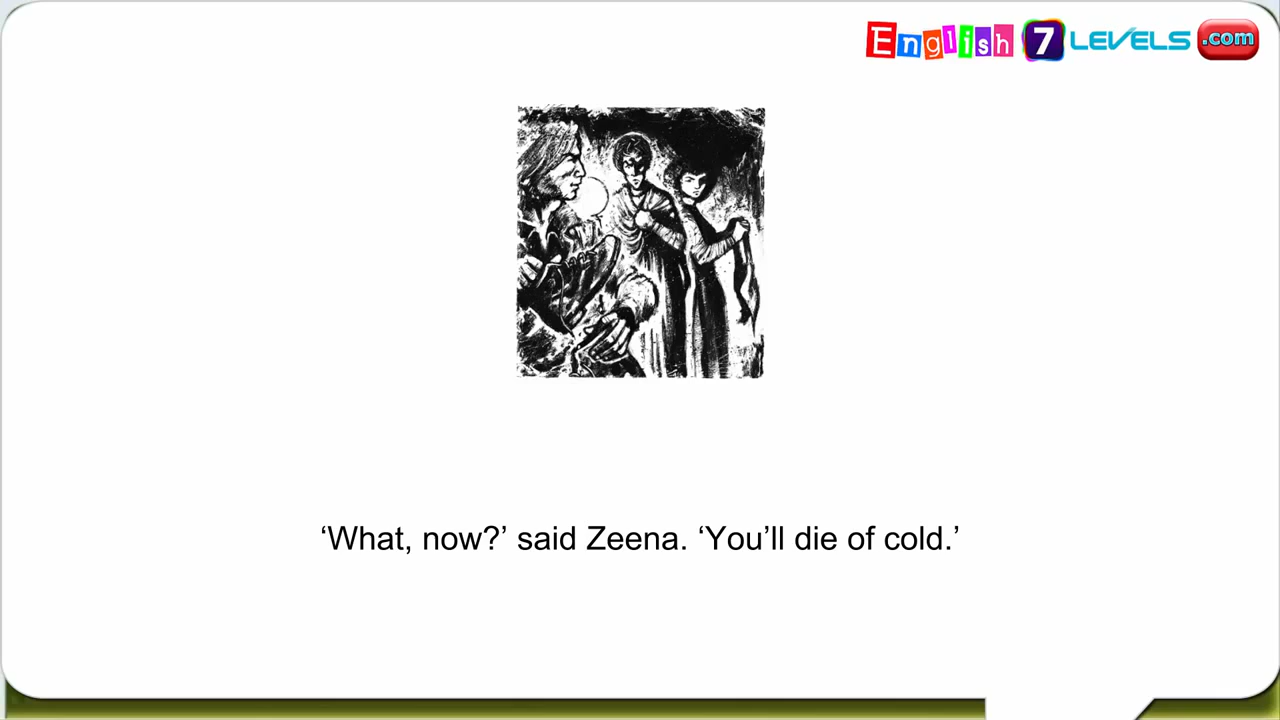 English 7 LEVELS .com
‘What, now?’ said Zeena. ‘You’ll die of cold.’